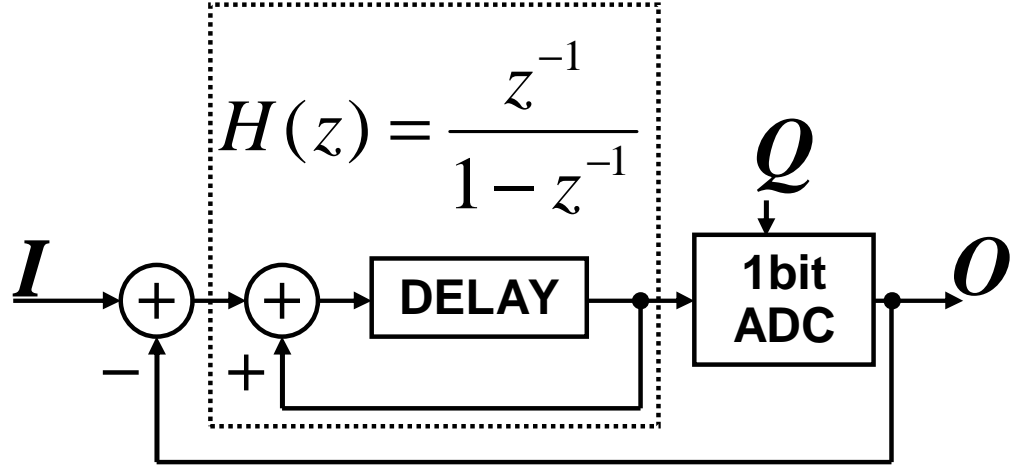 H(z) = z⁻¹ / (1 − z⁻¹)
Q
I
+
+
DELAY
1bit
ADC
O
−
+